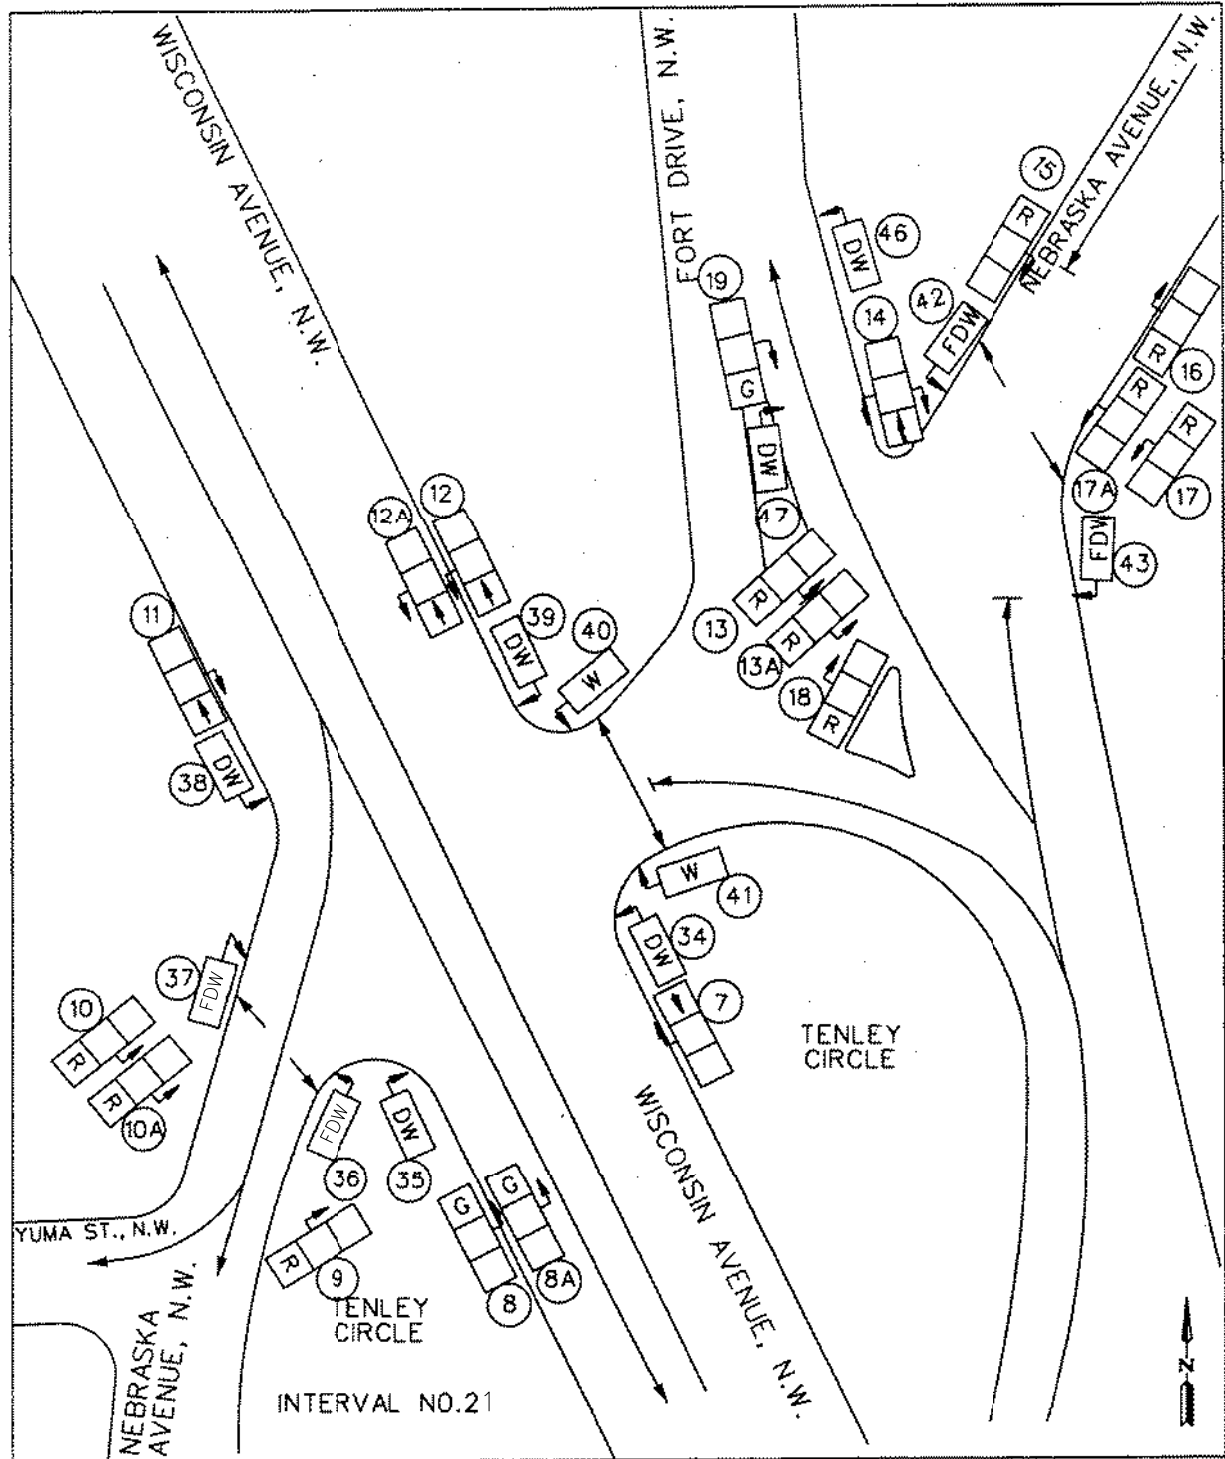 WISCONSIN AVENUE, N.W.
FORT DRIVE, N.W.
NEBRASKA AVENUE, N.W.
15
R
46
DW
19
42
14
FDW
16
R
R
R
G
DW
47
17A
17
12
12A
FDW
43
13
R
R
13A
39
40
DW
W
11
18
R
DW
38
W
41
34
DW
37
FDW
10
R
R
10A
7
TENLEY
CIRCLE
FDW
DW
36
35
WISCONSIN AVENUE, N.W.
YUMA ST., N.W.
G
G
R
9
8
8A
TENLEY
CIRCLE
NEBRASKA
AVENUE, N.W.
INTERVAL NO.21
N